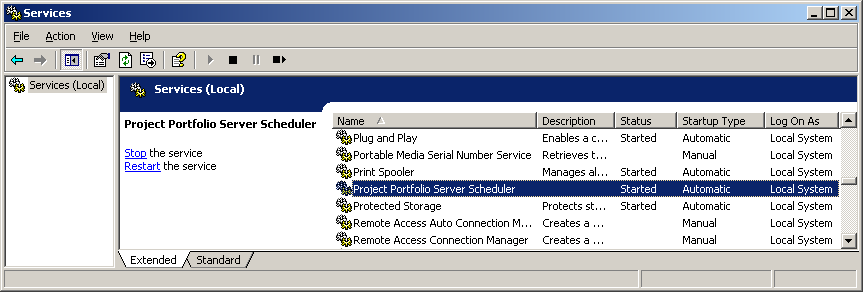 Services
File Action View Help
Services (Local)
Services (Local)
Project Portfolio Server Scheduler
Stop the service
Restart the service
Name Description Status Startup Type Log On As
Plug and Play Enables a c... Started Automatic Local System
Portable Media Serial Number Service Retrieves t... Manual Local System
Print Spooler Manages al... Started Automatic Local System
Project Portfolio Server Scheduler Started Automatic Local System
Protected Storage Protects st... Started Automatic Local System
Remote Access Auto Connection M... Creates a ... Manual Local System
Remote Access Connection Manager Creates a ... Manual Local System
Extended Standard